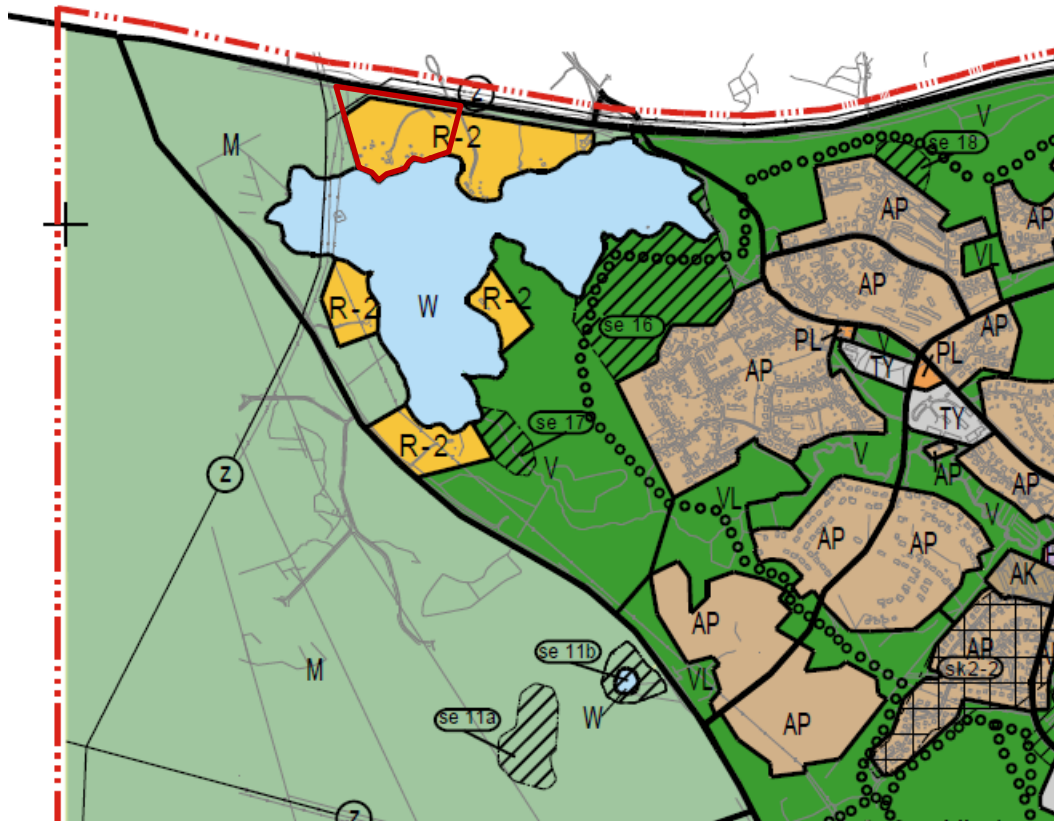 Z
V
M
R-2
se 18
AP
AP
VL
AP
R-2
R-2
W
se 16
AP
PL
V
PL
TY
AP
TY
se 17
R-2
V
V
AP
AP
VL
V
Z
AP
AP
AK
AP
se 11b
AP
sk2-2
M
VL
se 11a
W
AP
Z